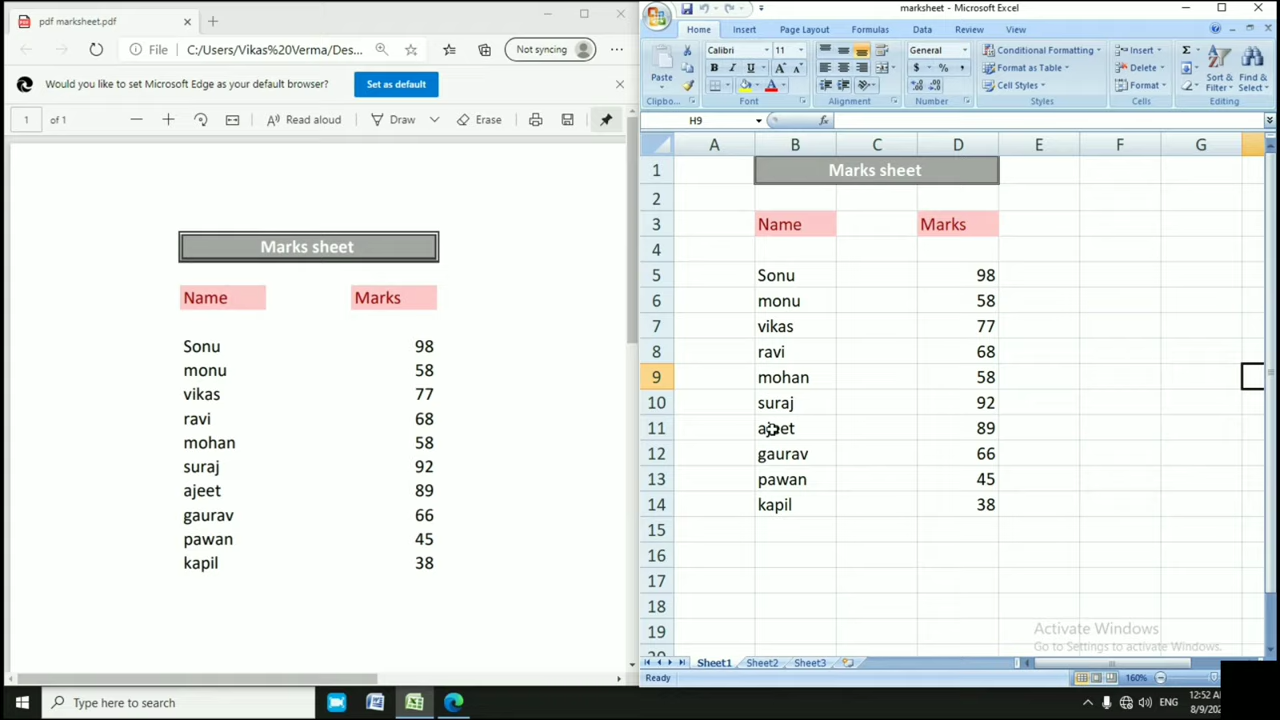 pdf marksheet.pdf
File C:/Users/Vikas%20Verma/Des... Not syncing
Would you like to set Microsoft Edge as your default browser? Set as default
1 of 1 Read aloud Draw Erase
Marks sheet
Name Marks
Sonu 98
monu 58
vikas 77
ravi 68
mohan 58
suraj 92
ajeet 89
gaurav 66
pawan 45
kapil 38
marksheet - Microsoft Excel
Home Insert Page Layout Formulas Data Review View
Calibri 11 General Conditional Formatting Insert
Paste B I U A A $ % , Format as Table Delete Sort & Filter Find & Select
A Cell Styles Format
Clipbo... Font Alignment Number Styles Cells Editing
H9 fx
A B C D E F G
1 Marks sheet
2
3 Name Marks
4
5 Sonu 98
6 monu 58
7 vikas 77
8 ravi 68
9 mohan 58
10 suraj 92
11 89
12 gaurav 66
13 pawan 45
14 kapil 38
15
16
17
18
19
Activate Windows
Go to Settings to activate Windows.
Sheet1 Sheet2 Sheet3
Ready 160%
Type here to search ENG 12:52
8/9/202